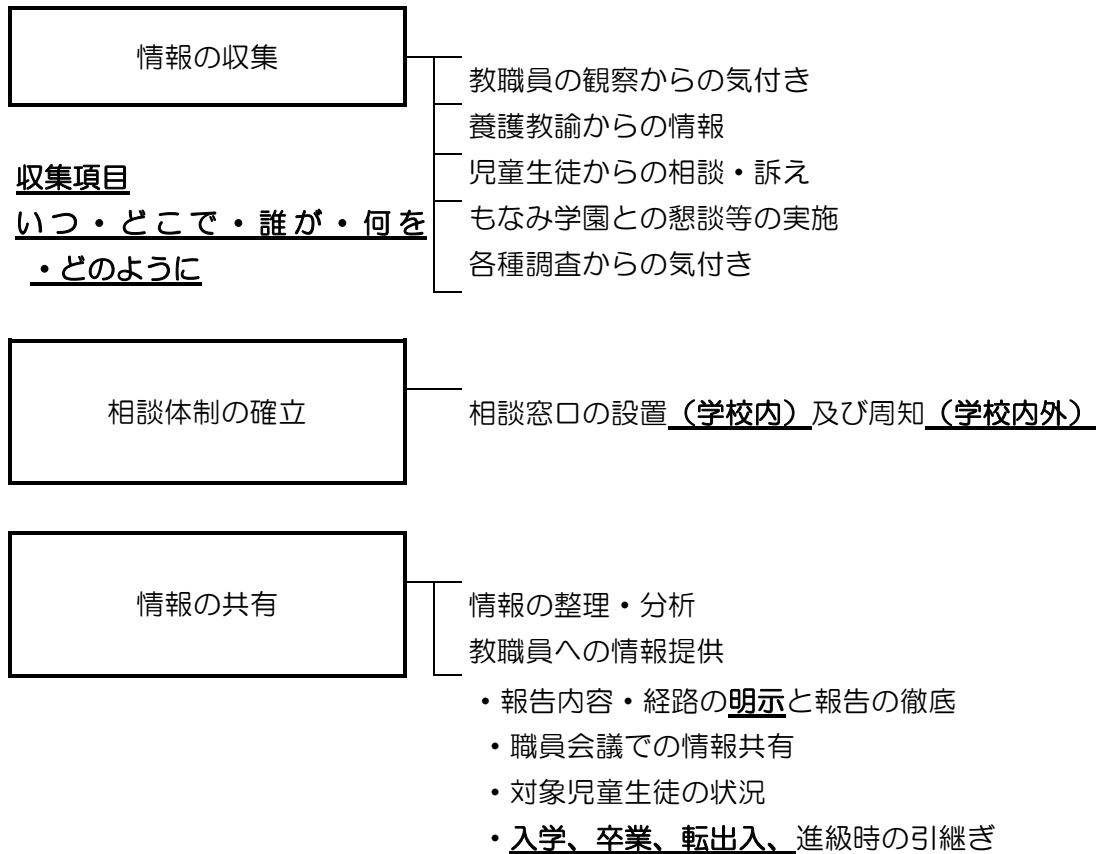 情報の収集
教職員の観察からの気付き
養護教諭からの情報
児童生徒からの相談・訴え
もなみ学園との懇談等の実施
各種調査からの気付き
収集項目
いつ・どこで・誰が・何を
・どのように
相談体制の確立
相談窓口の設置（学校内）及び周知（学校内外）
情報の共有
情報の整理・分析
教職員への情報提供
・報告内容・経路の明示と報告の徹底
・職員会議での情報共有
・対象児童生徒の状況
・入学、卒業、転出入、進級時の引継ぎ